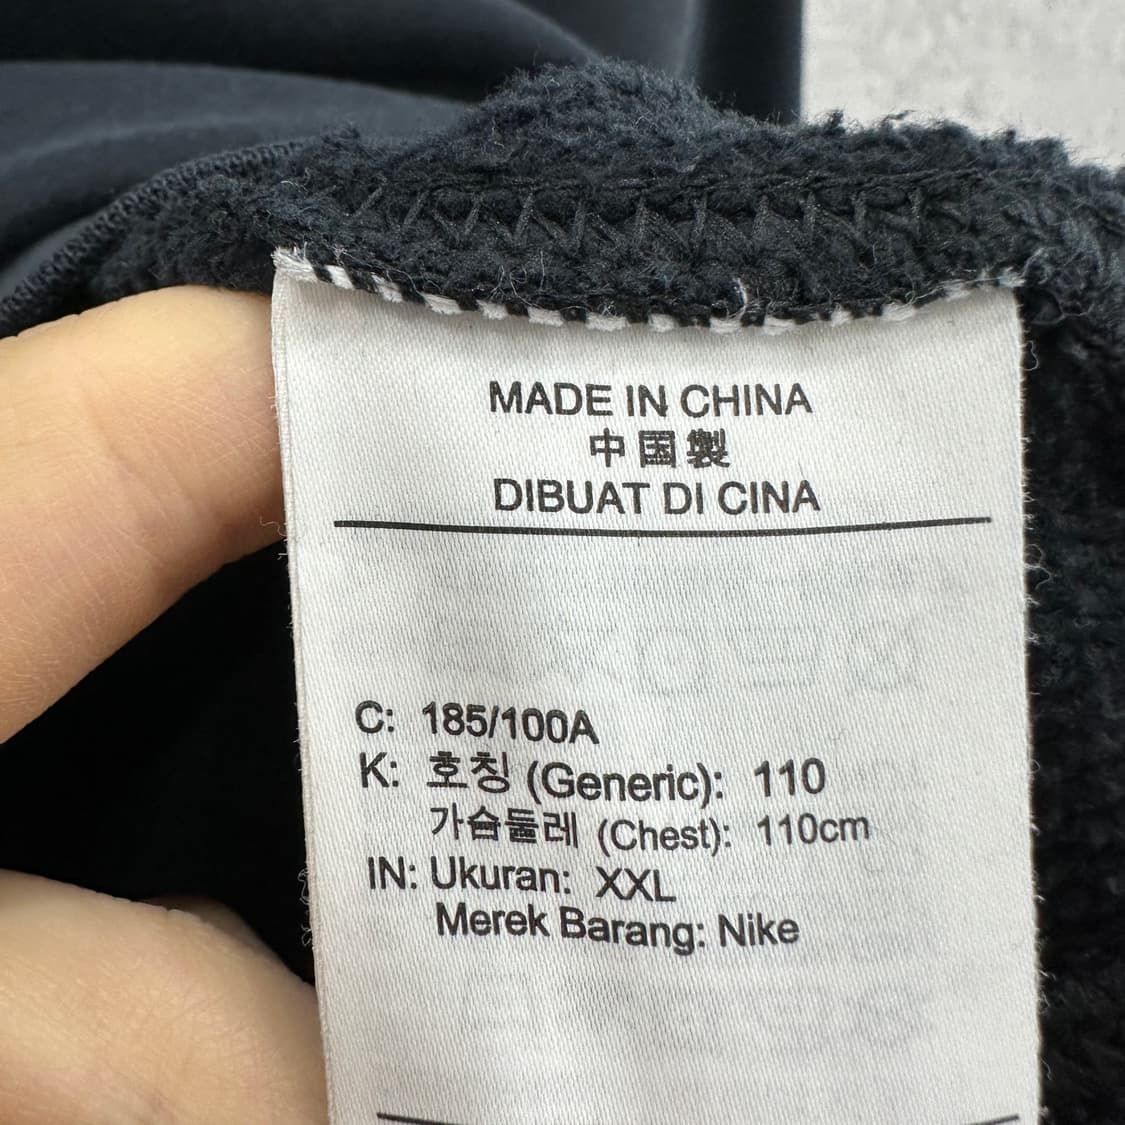 MADE IN CHINA
中国製
DIBUAT DI CINA
C: 185/100A
K: 호칭 (Generic): 110
가슴둘레 (Chest): 110cm
IN: Ukuran: XXL
Merek Barang: Nike